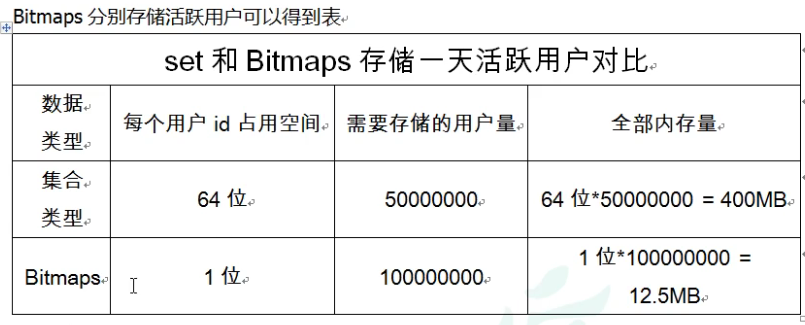 Bitmaps 分别存储活跃用户可以得到表
set 和 Bitmaps 存储一天活跃用户对比
数据
类型
每个用户 id 占用空间
需要存储的用户量
全部内存量
集合
类型
64 位
50000000
64 位*50000000 = 400MB
Bitmaps
1 位
100000000
1 位*100000000 =
12.5MB